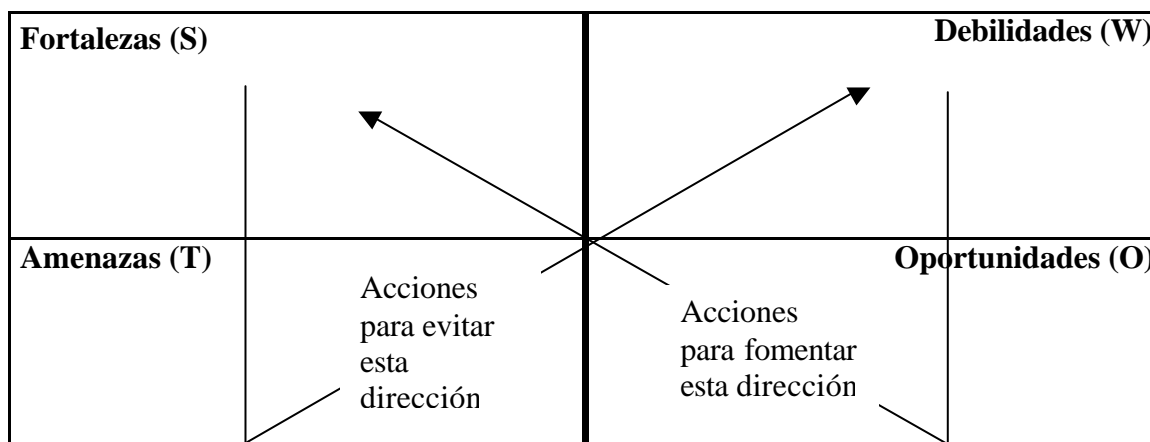 Fortalezas (S)
Debilidades (W)
Amenazas (T)
Oportunidades (O)
Acciones
para evitar
esta
dirección
Acciones
para fomentar
esta dirección